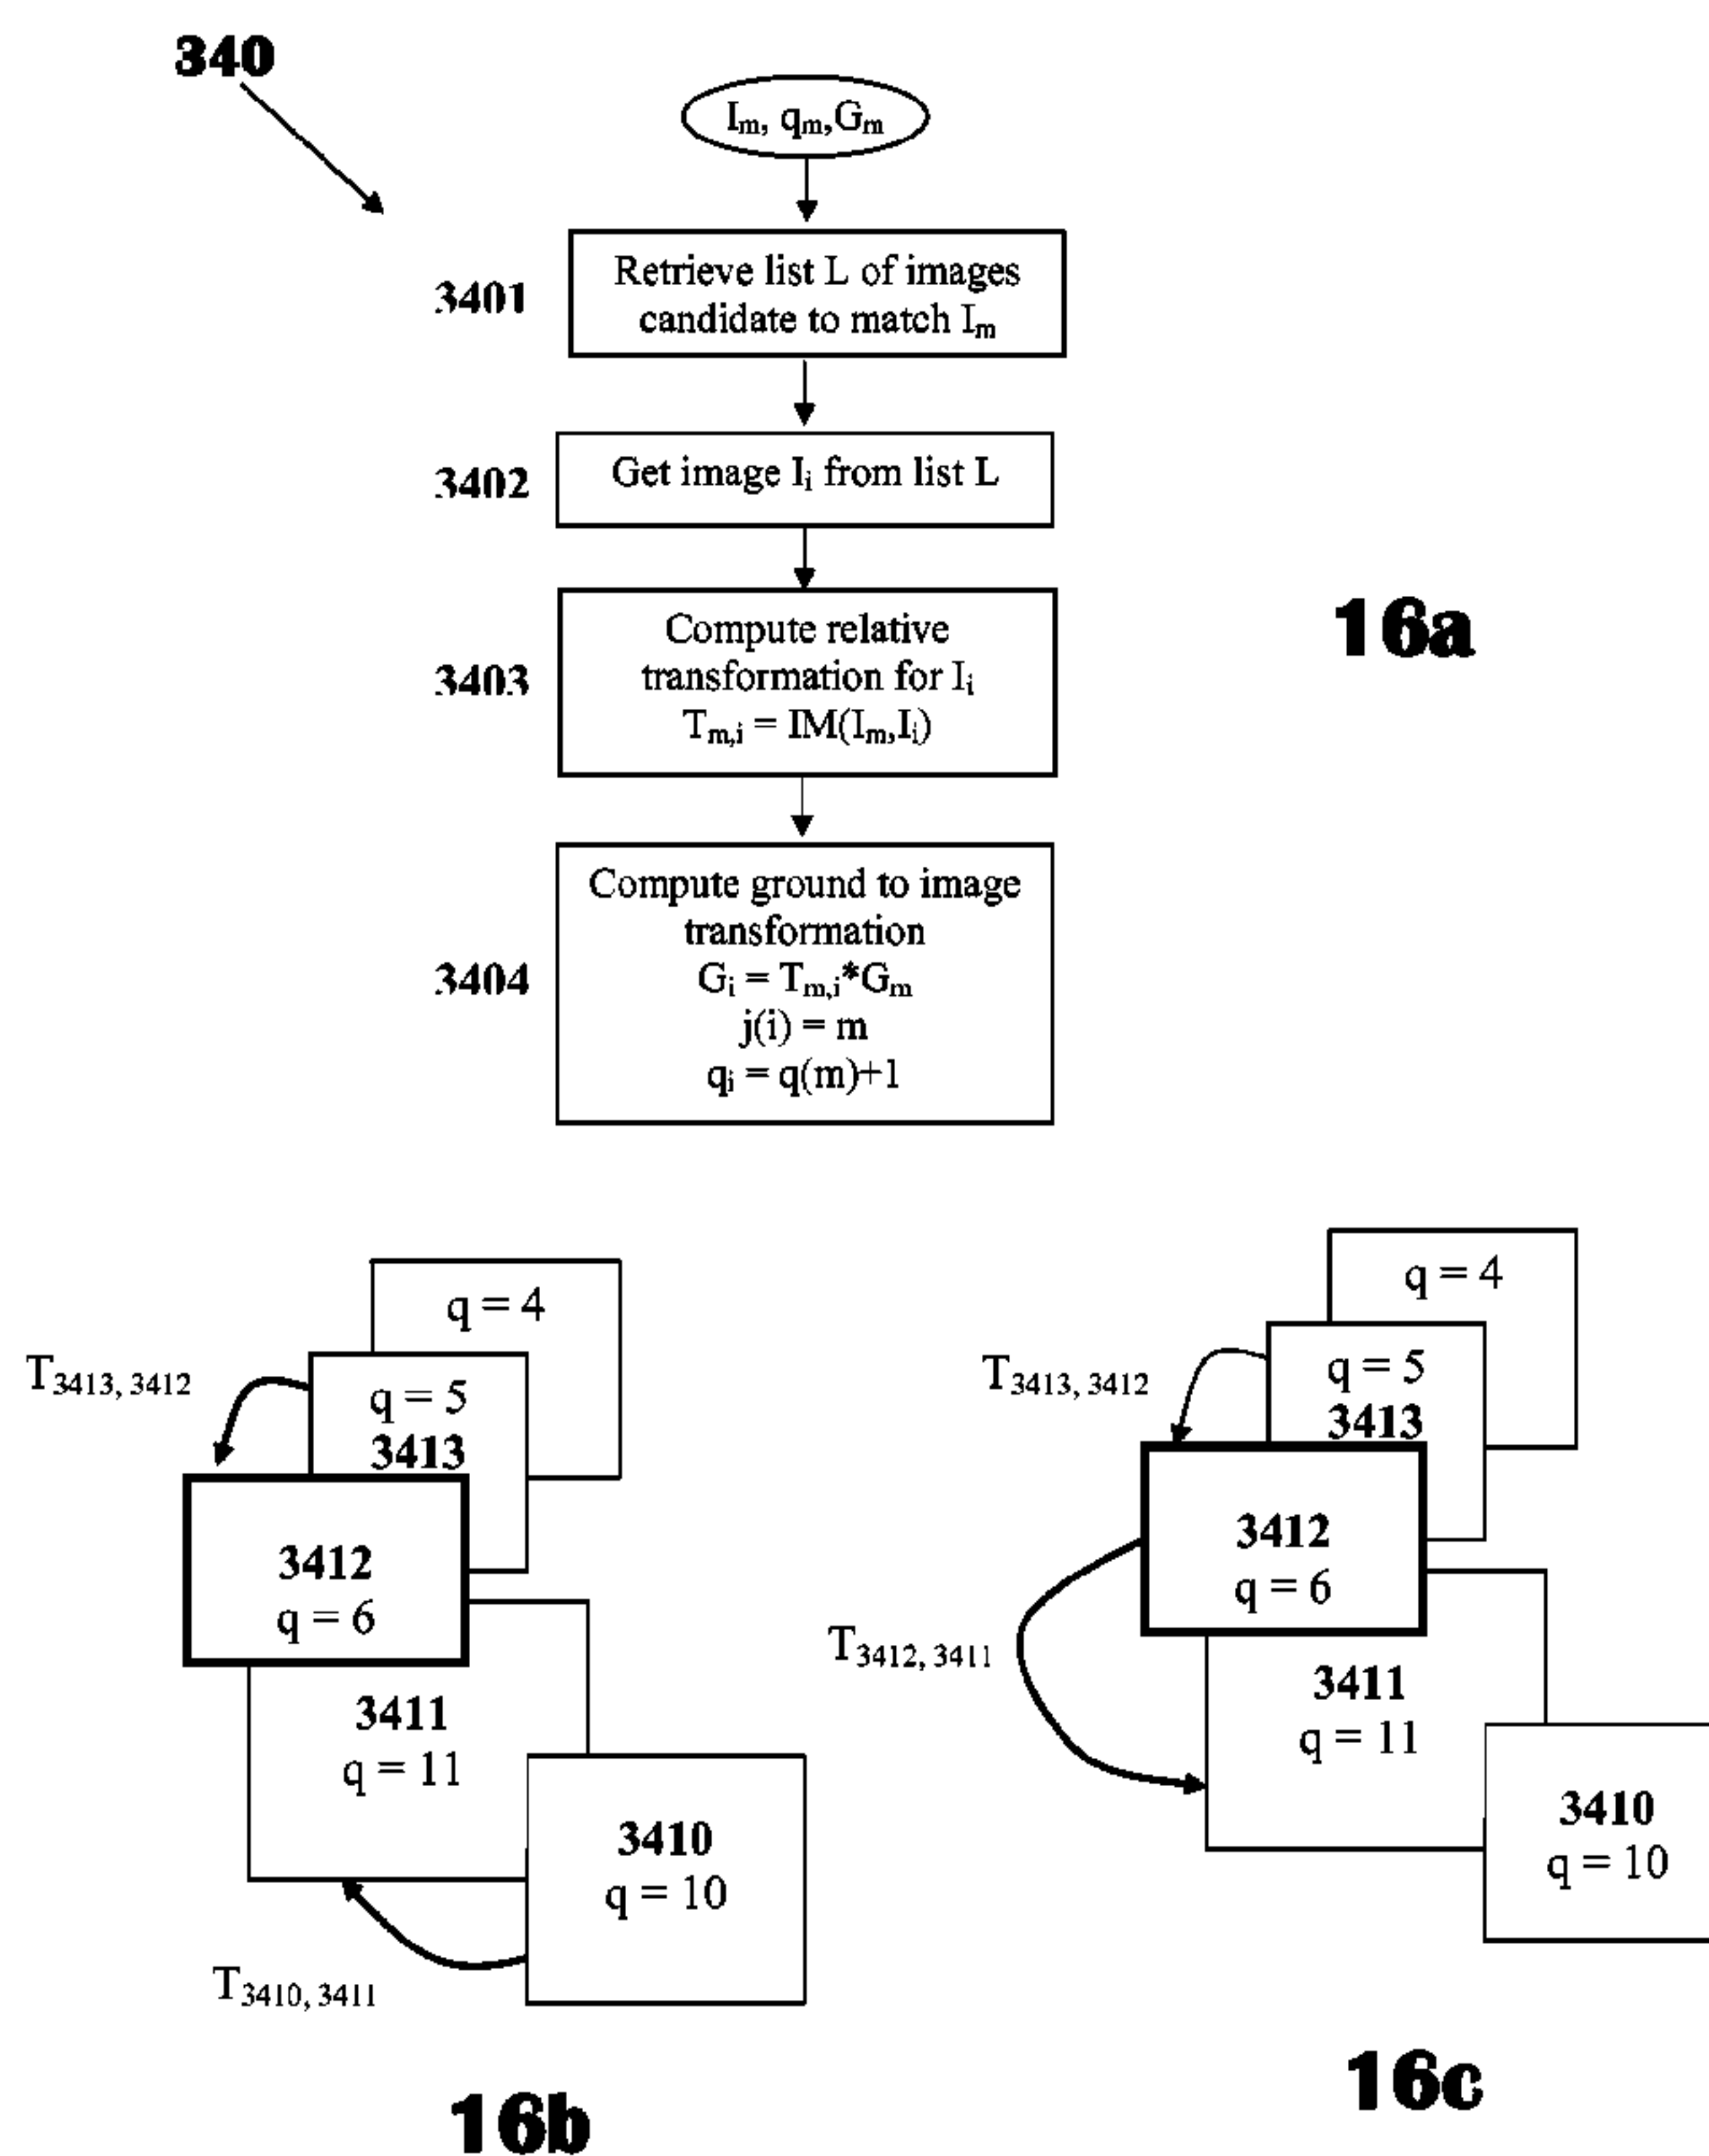 340
Im, qm,Gm
3401
Retrieve list L of images
candidate to match Im
3402
Get image Ii from list L
3403
Compute relative
transformation for Ii
Tm,i = IM(Im,Ii)
16a
3404
Compute ground to image
transformation
Gi = Tm,i*Gm
j(i) = m
qi = q(m)+1
q = 4
T3413, 3412
q = 5
3413
3412
q = 6
3411
q = 11
3410
q = 10
T3410, 3411
16b
q = 4
T3413, 3412
q = 5
3413
3412
q = 6
T3412, 3411
3411
q = 11
3410
q = 10
16c